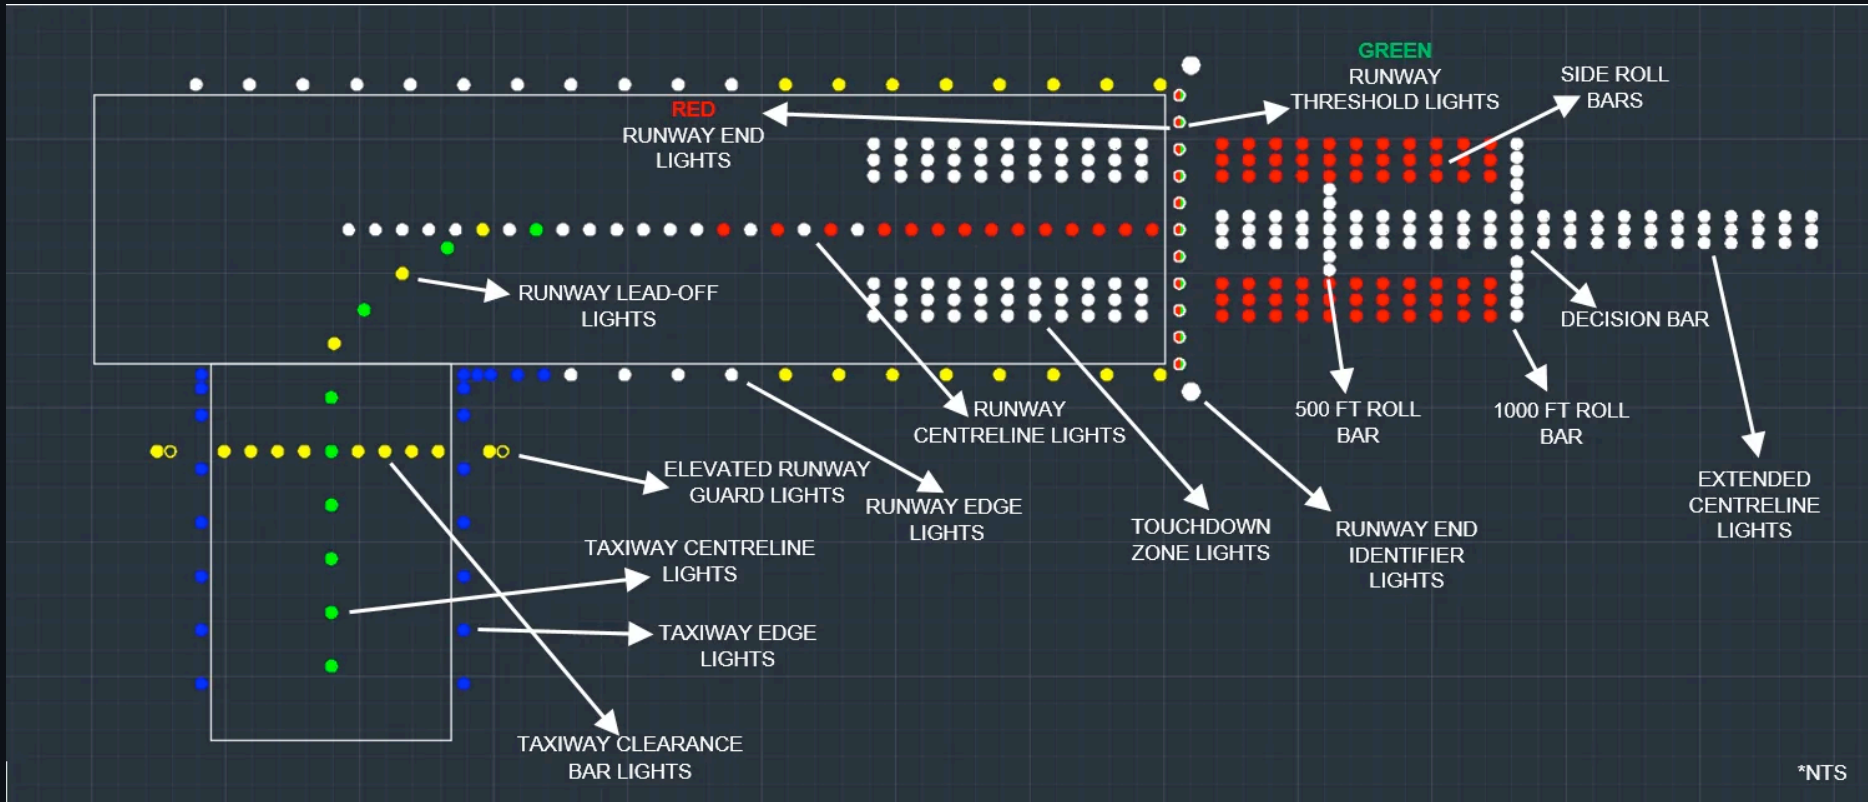 GREEN
RUNWAY
THRESHOLD LIGHTS
SIDE ROLL
BARS
RED
RUNWAY END
LIGHTS
RUNWAY LEAD-OFF
LIGHTS
DECISION BAR
RUNWAY
CENTRELINE LIGHTS
500 FT ROLL
BAR
1000 FT ROLL
BAR
ELEVATED RUNWAY
GUARD LIGHTS
RUNWAY EDGE
LIGHTS
TOUCHDOWN
ZONE LIGHTS
RUNWAY END
IDENTIFIER
LIGHTS
EXTENDED
CENTRELINE
LIGHTS
TAXIWAY CENTRELINE
LIGHTS
TAXIWAY EDGE
LIGHTS
TAXIWAY CLEARANCE
BAR LIGHTS
*NTS